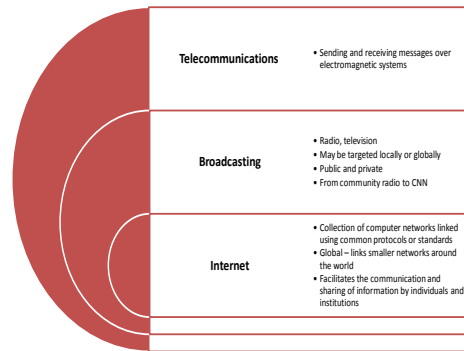 Telecommunications
• Sending and receiving messages over
electromagnetic systems
Broadcasting
• Radio, television
• May be targeted locally or globally
• Public and private
• From community radio to CNN
Internet
• Collection of computer networks linked
using common protocols or standards
• Global – links smaller networks around
the world
• Facilitates the communication and
sharing of information by individuals and
institutions